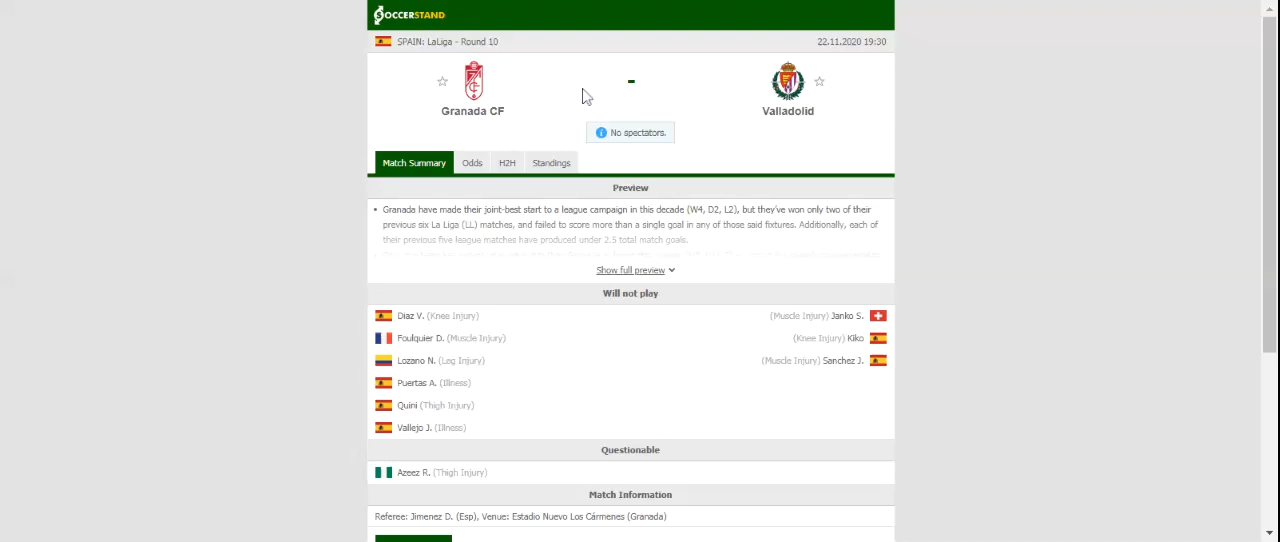 SOCCERSTAND
SPAIN: LaLiga - Round 10 22.11.2020 19:30
-
Granada CF Valladolid
No spectators.
Match Summary Odds H2H Standings
Preview
• Granada have made their joint-best start to a league campaign in this decade (W4, D2, L2), but they've won only two of their
previous six La Liga (LL) matches, and failed to score more than a single goal in any of those said fixtures. Additionally, each of
their previous five league matches have produced under 2.5 total match goals.
Show full preview
Will not play
Diaz V. (Knee Injury) (Muscle Injury) Janko S.
Foulquier D. (Muscle Injury) (Knee Injury) Kiko
Lozano N. (Leg Injury) (Muscle Injury) Sanchez J.
Puertas A. (Illness)
Quini (Thigh Injury)
Vallejo J. (Illness)
Questionable
Azeez R. (Thigh Injury)
Match Information
Referee: Jimenez D. (Esp), Venue: Estadio Nuevo Los Cármenes (Granada)